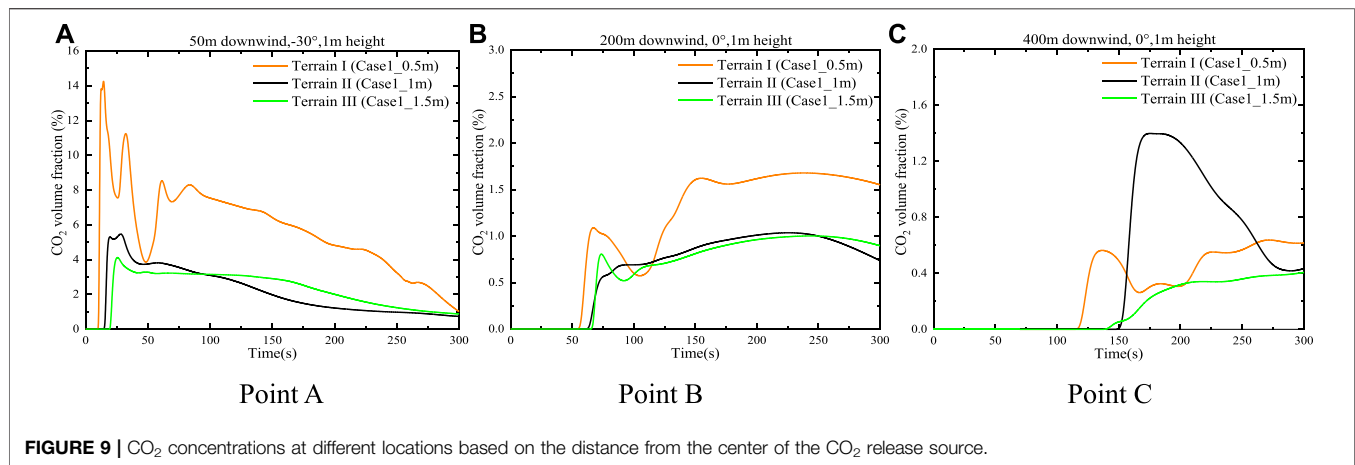 A
50m downwind,-30°,1m height
Terrain I (Case1_0.5m)
Terrain II (Case1_1m)
Terrain III (Case1_1.5m)
CO₂ volume fraction (%)
16
14
12
10
8
6
4
2
0
0 50 100 150 200 250 300
Time(s)
Point A
B
200m downwind, 0°,1m height
Terrain I (Case1_0.5m)
Terrain II (Case1_1m)
Terrain III (Case1_1.5m)
CO₂ volume fraction (%)
3.0
2.5
2.0
1.5
1.0
0.5
0.0
0 50 100 150 200 250 300
Time(s)
Point B
C
400m downwind, 0°,1m height
Terrain I (Case1_0.5m)
Terrain II (Case1_1m)
Terrain III (Case1_1.5m)
CO₂ volume fraction (%)
2.0
1.6
1.2
0.8
0.4
0.0
0 50 100 150 200 250 300
Time(s)
Point C
FIGURE 9 | CO₂ concentrations at different locations based on the distance from the center of the CO₂ release source.